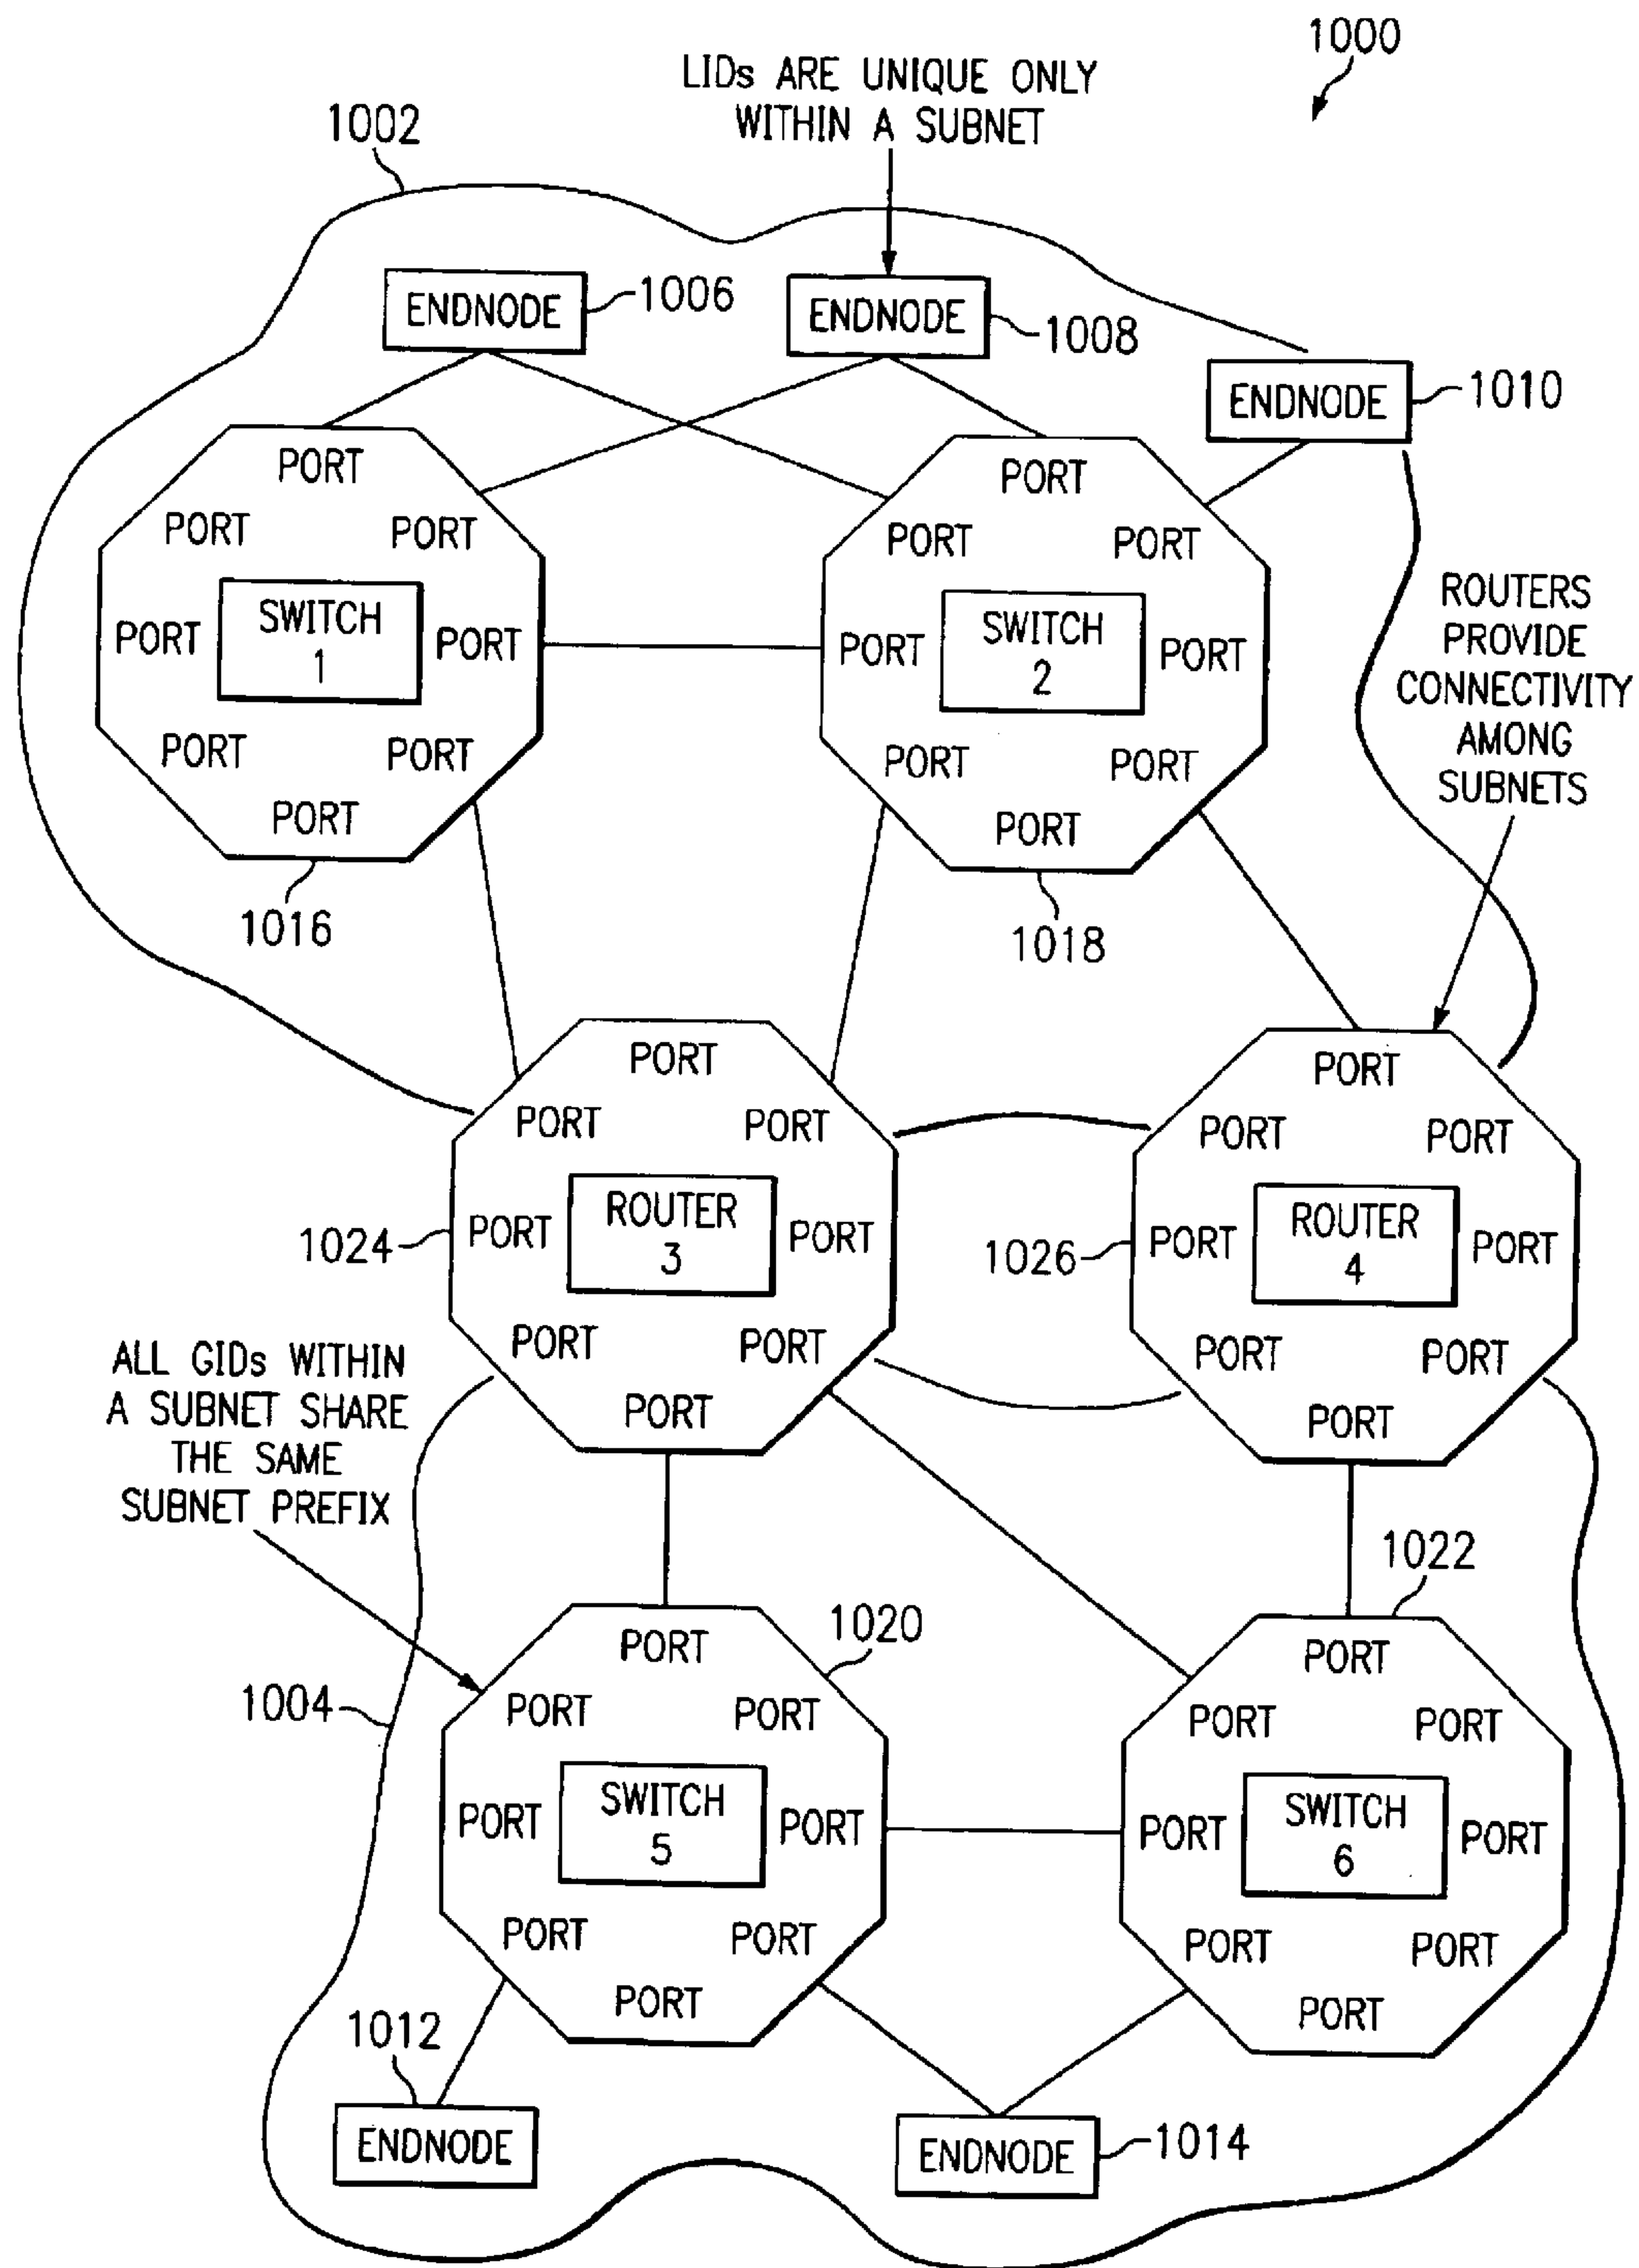 1000
LIDs ARE UNIQUE ONLY
WITHIN A SUBNET
1002
ENDNODE
1006
ENDNODE
1008
ENDNODE
1010
PORT
PORT
PORT
PORT
SWITCH
1
PORT
PORT
PORT
PORT
1016
PORT
PORT
PORT
PORT
SWITCH
2
PORT
PORT
PORT
PORT
1018
ROUTERS
PROVIDE
CONNECTIVITY
AMONG
SUBNETS
PORT
PORT
PORT
PORT
ROUTER
3
PORT
PORT
PORT
PORT
1024
PORT
PORT
PORT
PORT
ROUTER
4
PORT
PORT
PORT
PORT
1026
ALL GIDs WITHIN
A SUBNET SHARE
THE SAME
SUBNET PREFIX
1004
1020
PORT
PORT
PORT
PORT
SWITCH
5
PORT
PORT
PORT
PORT
1022
PORT
PORT
PORT
PORT
SWITCH
6
PORT
PORT
PORT
PORT
1012
ENDNODE
ENDNODE
1014